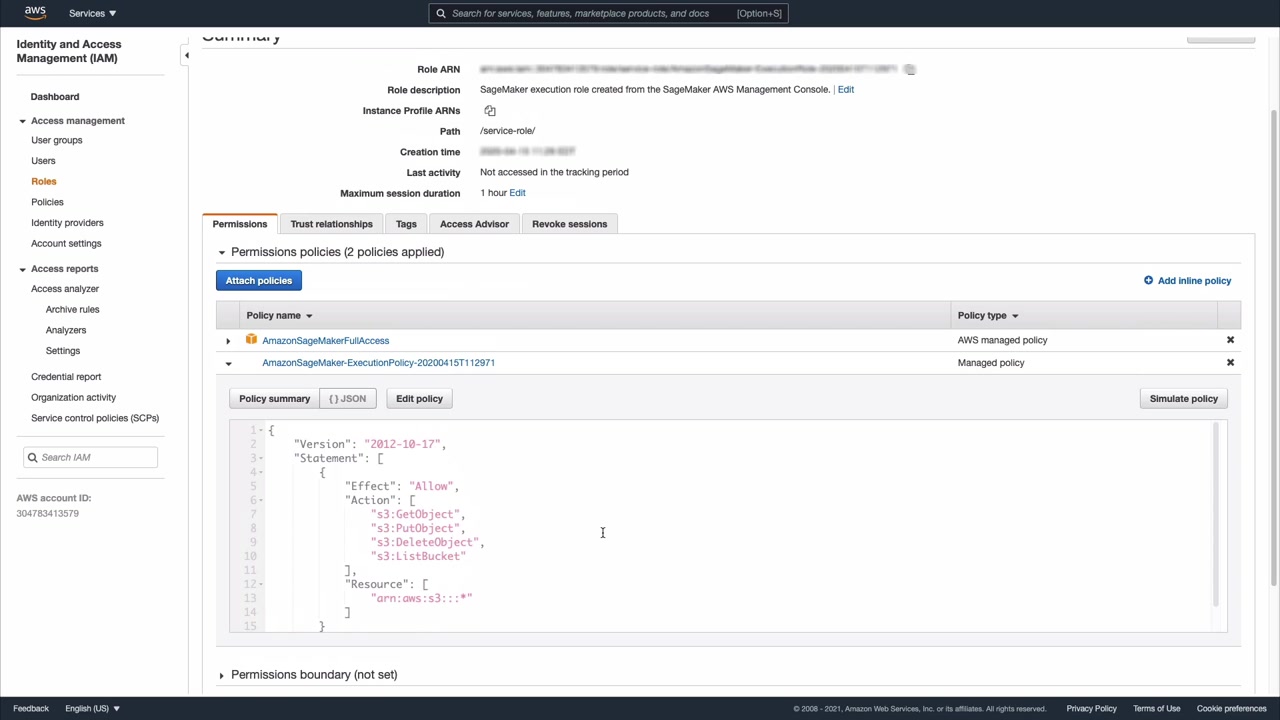 aws
Services
Search for services, features, marketplace products, and docs [Option+S]
Identity and Access
Management (IAM)
Dashboard
Access management
User groups
Users
Roles
Policies
Identity providers
Account settings
Access reports
Access analyzer
Archive rules
Analyzers
Settings
Credential report
Organization activity
Service control policies (SCPs)
Search IAM
AWS account ID:
304783413579
Summary
Role ARN
Role description SageMaker execution role created from the SageMaker AWS Management Console. | Edit
Instance Profile ARNs
Path /service-role/
Creation time
Last activity Not accessed in the tracking period
Maximum session duration 1 hour Edit
Permissions Trust relationships Tags Access Advisor Revoke sessions
Permissions policies (2 policies applied)
Attach policies Add inline policy
Policy name Policy type
AmazonSageMakerFullAccess AWS managed policy
AmazonSageMaker-ExecutionPolicy-20200415T112971 Managed policy
Policy summary { } JSON Edit policy Simulate policy
1 {
2 "Version": "2012-10-17",
3 "Statement": [
4 {
5 "Effect": "Allow",
6 "Action": [
7 "s3:GetObject",
8 "s3:PutObject",
9 "s3:DeleteObject",
10 "s3:ListBucket"
11 ],
12 "Resource": [
13 "arn:aws:s3:::*"
14 ]
15 }
Permissions boundary (not set)
Feedback English (US) © 2008 - 2021, Amazon Web Services, Inc. or its affiliates. All rights reserved. Privacy Policy Terms of Use Cookie preferences